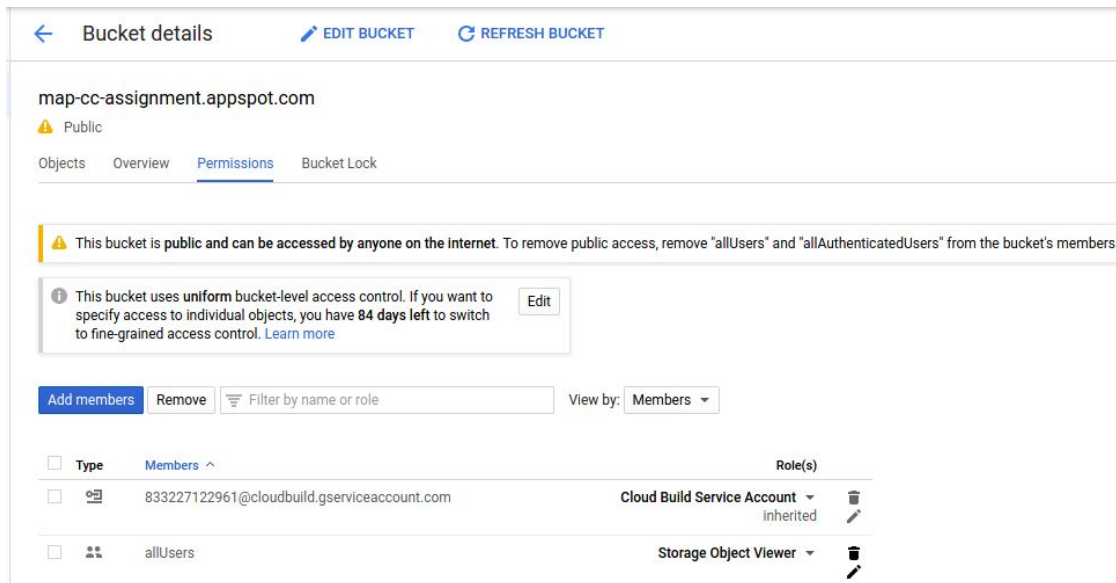 Bucket details
EDIT BUCKET
REFRESH BUCKET
map-cc-assignment.appspot.com
Public
Objects Overview Permissions Bucket Lock
This bucket is public and can be accessed by anyone on the internet. To remove public access, remove "allUsers" and "allAuthenticatedUsers" from the bucket's members
This bucket uses uniform bucket-level access control. If you want to
specify access to individual objects, you have 84 days left to switch
to fine-grained access control. Learn more
Edit
Add members Remove Filter by name or role View by: Members
Type Members Role(s)
833227122961@cloudbuild.gserviceaccount.com Cloud Build Service Account
inherited
allUsers Storage Object Viewer